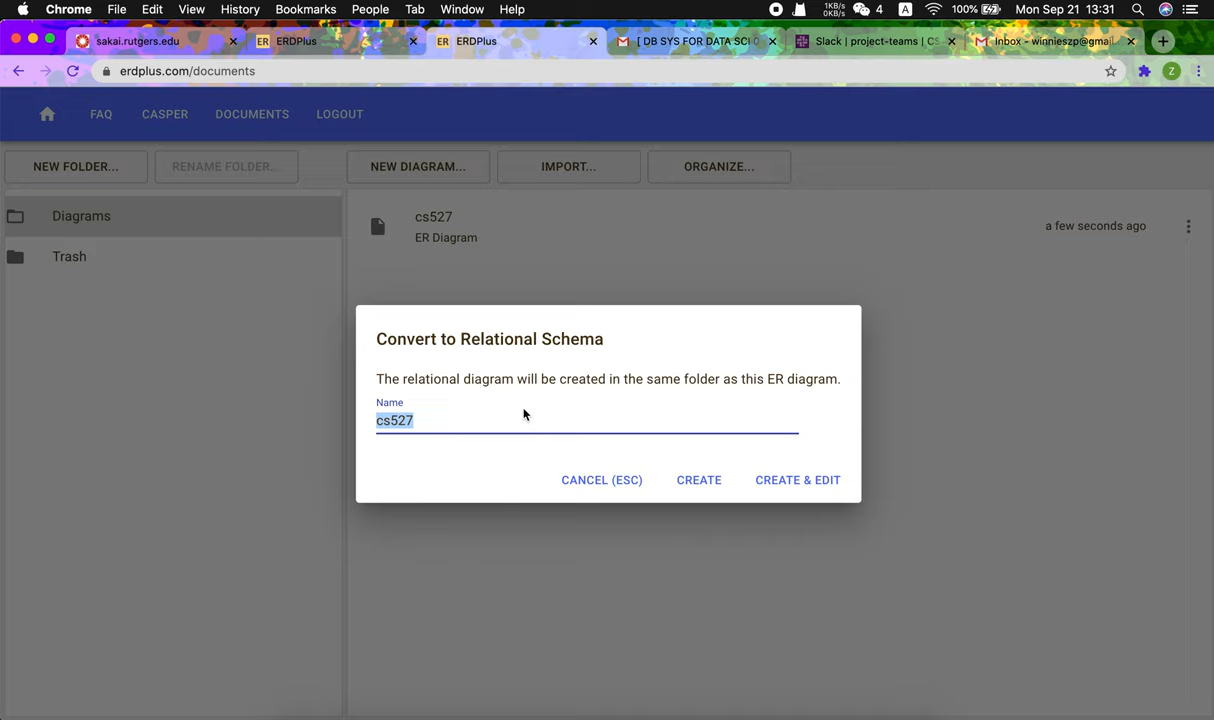 Chrome File Edit View History Bookmarks People Tab Window Help 1KB/s 0KB/s 4 A 100% Mon Sep 21 13:31
sakai.rutgers.edu ERDPlus ERDPlus [ DB SYS FOR DATA SCI 0 Slack | project-teams | CS Inbox - winnieszp@gmail
erdplus.com/documents Z
FAQ CASPER DOCUMENTS LOGOUT
NEW FOLDER... RENAME FOLDER... NEW DIAGRAM... IMPORT... ORGANIZE...
Diagrams
Trash
cs527
ER Diagram
a few seconds ago
Convert to Relational Schema
The relational diagram will be created in the same folder as this ER diagram.
Name
cs527
CANCEL (ESC) CREATE CREATE & EDIT